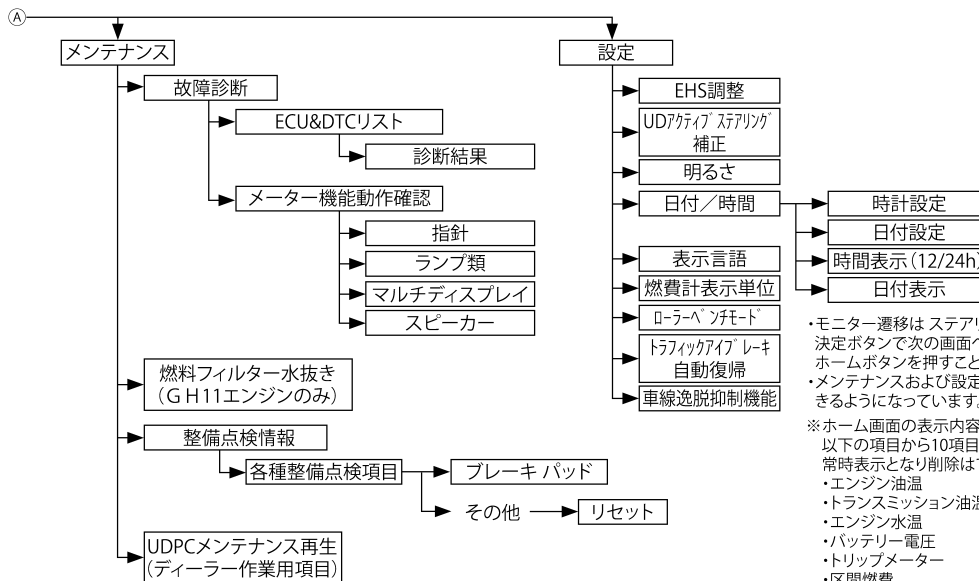 Ⓐ
メンテナンス
故障診断
ECU&DTCリスト
診断結果
メーター機能動作確認
指針
ランプ類
マルチディスプレイ
スピーカー
燃料フィルター水抜き
(GH11エンジンのみ)
整備点検情報
各種整備点検項目
ブレーキ パッド
その他
リセット
UDPCメンテナンス再生
(ディーラー作業用項目)
設定
EHS調整
UDアクティブステアリング
補正
明るさ
日付/時間
時計設定
日付設定
時間表示(12/24h)
日付表示
表示言語
燃費計表示単位
ローラーベンチモード
トラフィックアイブレーキ
自動復帰
車線逸脱抑制機能
・モニター遷移は ステアリ
決定ボタンで次の画面へ
ホームボタンを押すこと
・メンテナンスおよび設定
きるようになっています。
※ホーム画面の表示内容
以下の項目から10項目
常時表示となり削除は
・エンジン油温
・トランスミッション油温
・エンジン水温
・バッテリー電圧
・トリップメーター
・区間燃費